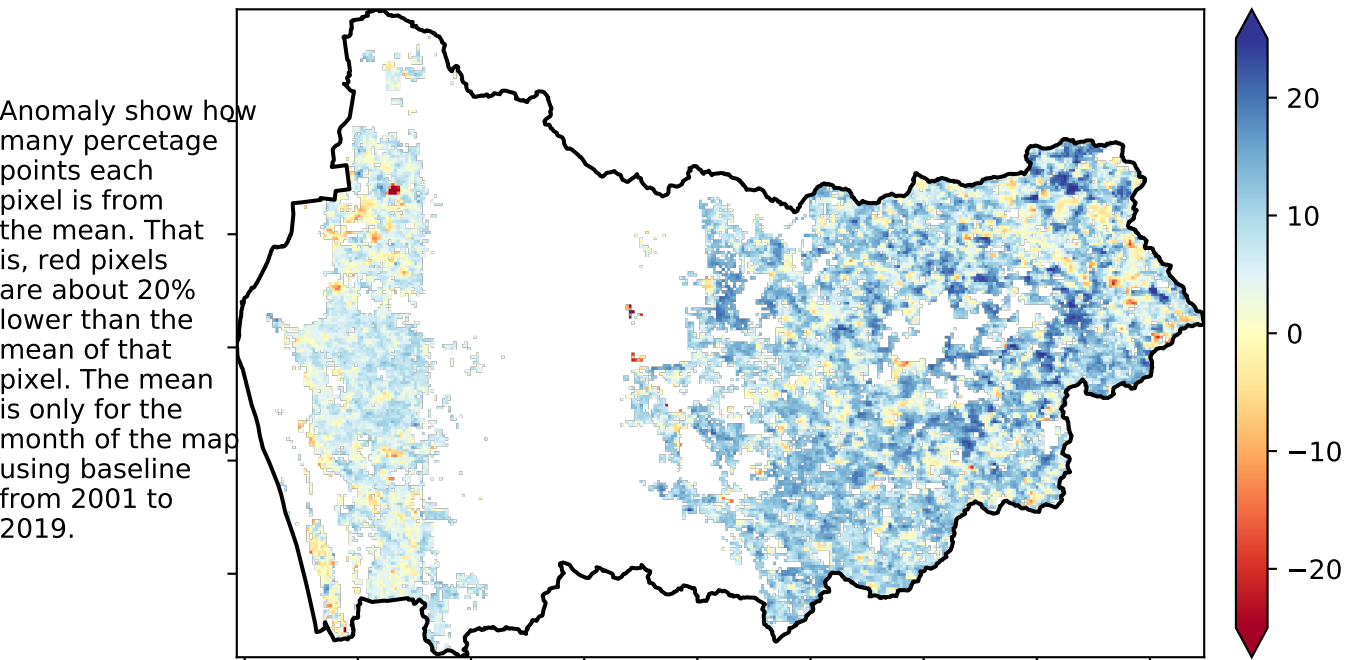 Anomaly show how
many percetage
points each
pixel is from
the mean. That
is, red pixels
are about 20%
lower than the
mean of that
pixel. The mean
is only for the
month of the map
using baseline
from 2001 to
2019.
20
10
0
−10
−20